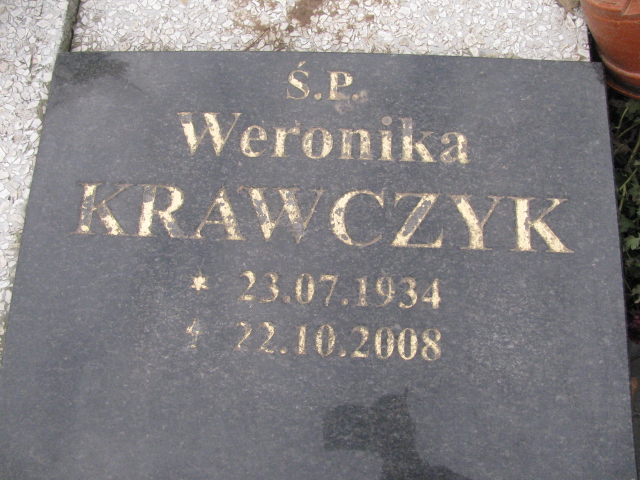 Ś.P.
Weronika
KRAWCZYK
* 23.07.1934
✝ 22.10.2008